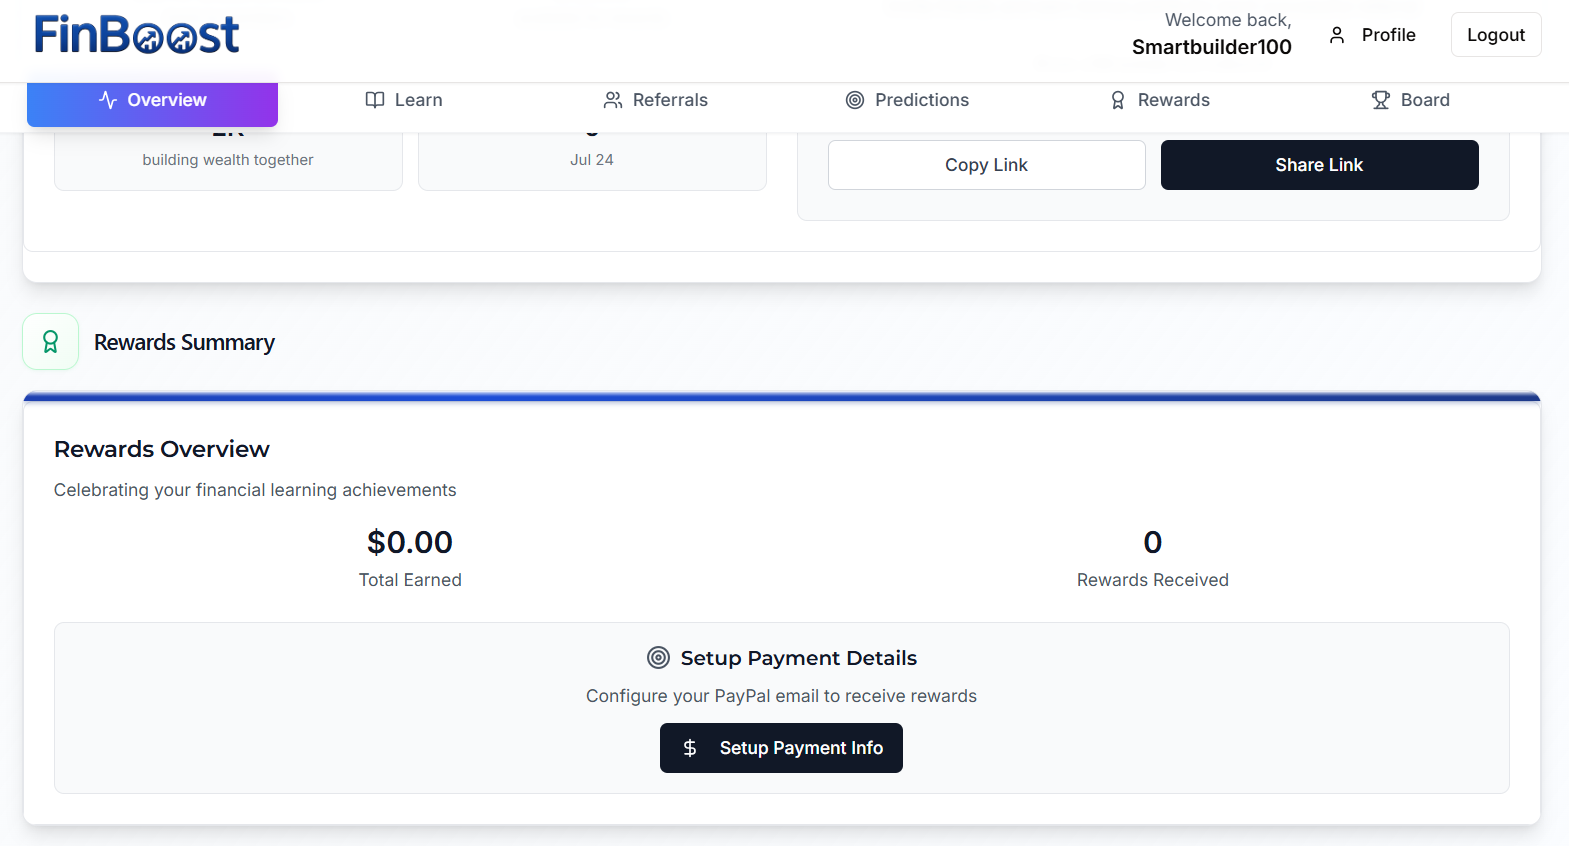 FinBoost
Welcome back,
Smartbuilder100
Profile
Logout
Overview
Learn
Referrals
Predictions
Rewards
Board
building wealth together
Jul 24
Copy Link
Share Link
Rewards Summary
Rewards Overview
Celebrating your financial learning achievements
$0.00
Total Earned
0
Rewards Received
Setup Payment Details
Configure your PayPal email to receive rewards
$ Setup Payment Info